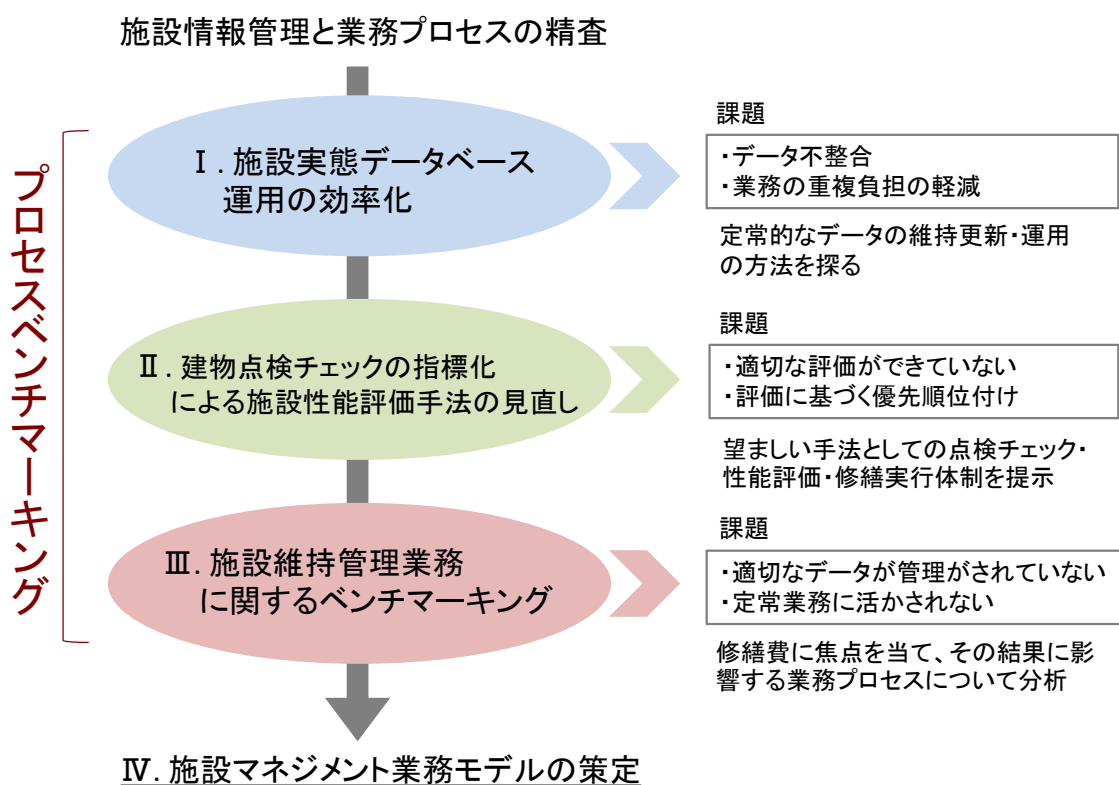 施設情報管理と業務プロセスの精査
プロセスベンチマーキング
Ⅰ.施設実態データベース
運用の効率化
課題
・データ不整合
・業務の重複負担の軽減
定常的なデータの維持更新・運用
の方法を探る
Ⅱ.建物点検チェックの指標化
による施設性能評価手法の見直し
課題
・適切な評価ができていない
・評価に基づく優先順位付け
望ましい手法としての点検チェック・
性能評価・修繕実行体制を提示
Ⅲ.施設維持管理業務
に関するベンチマーキング
課題
・適切なデータが管理がされていない
・定常業務に活かされない
修繕費に焦点を当て、その結果に影
響する業務プロセスについて分析
Ⅳ.施設マネジメント業務モデルの策定